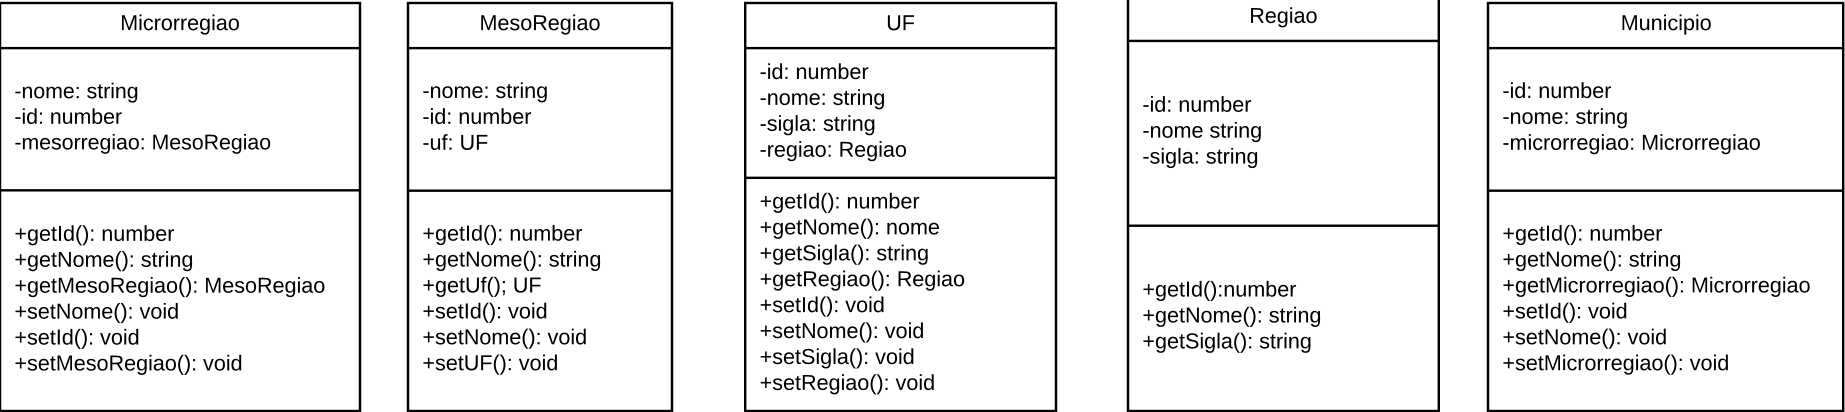 Microrregiao
-nome: string
-id: number
-mesorregiao: MesoRegiao
+getId(): number
+getNome(): string
+getMesoRegiao(): MesoRegiao
+setNome(): void
+setId(): void
+setMesoRegiao(): void
MesoRegiao
-nome: string
-id: number
-uf: UF
+getId(): number
+getNome(): string
+getUf(); UF
+setId(): void
+setNome(): void
+setUF(): void
UF
-id: number
-nome: string
-sigla: string
-regiao: Regiao
+getId(): number
+getNome(): nome
+getSigla(): string
+getRegiao(): Regiao
+setId(): void
+setNome(): void
+setSigla(): void
+setRegiao(): void
Regiao
-id: number
-nome string
-sigla: string
+getId():number
+getNome(): string
+getSigla(): string
Municipio
-id: number
-nome: string
-microrregiao: Microrregiao
+getId(): number
+getNome(): string
+getMicrorregiao(): Microrregiao
+setId(): void
+setNome(): void
+setMicrorregiao(): void